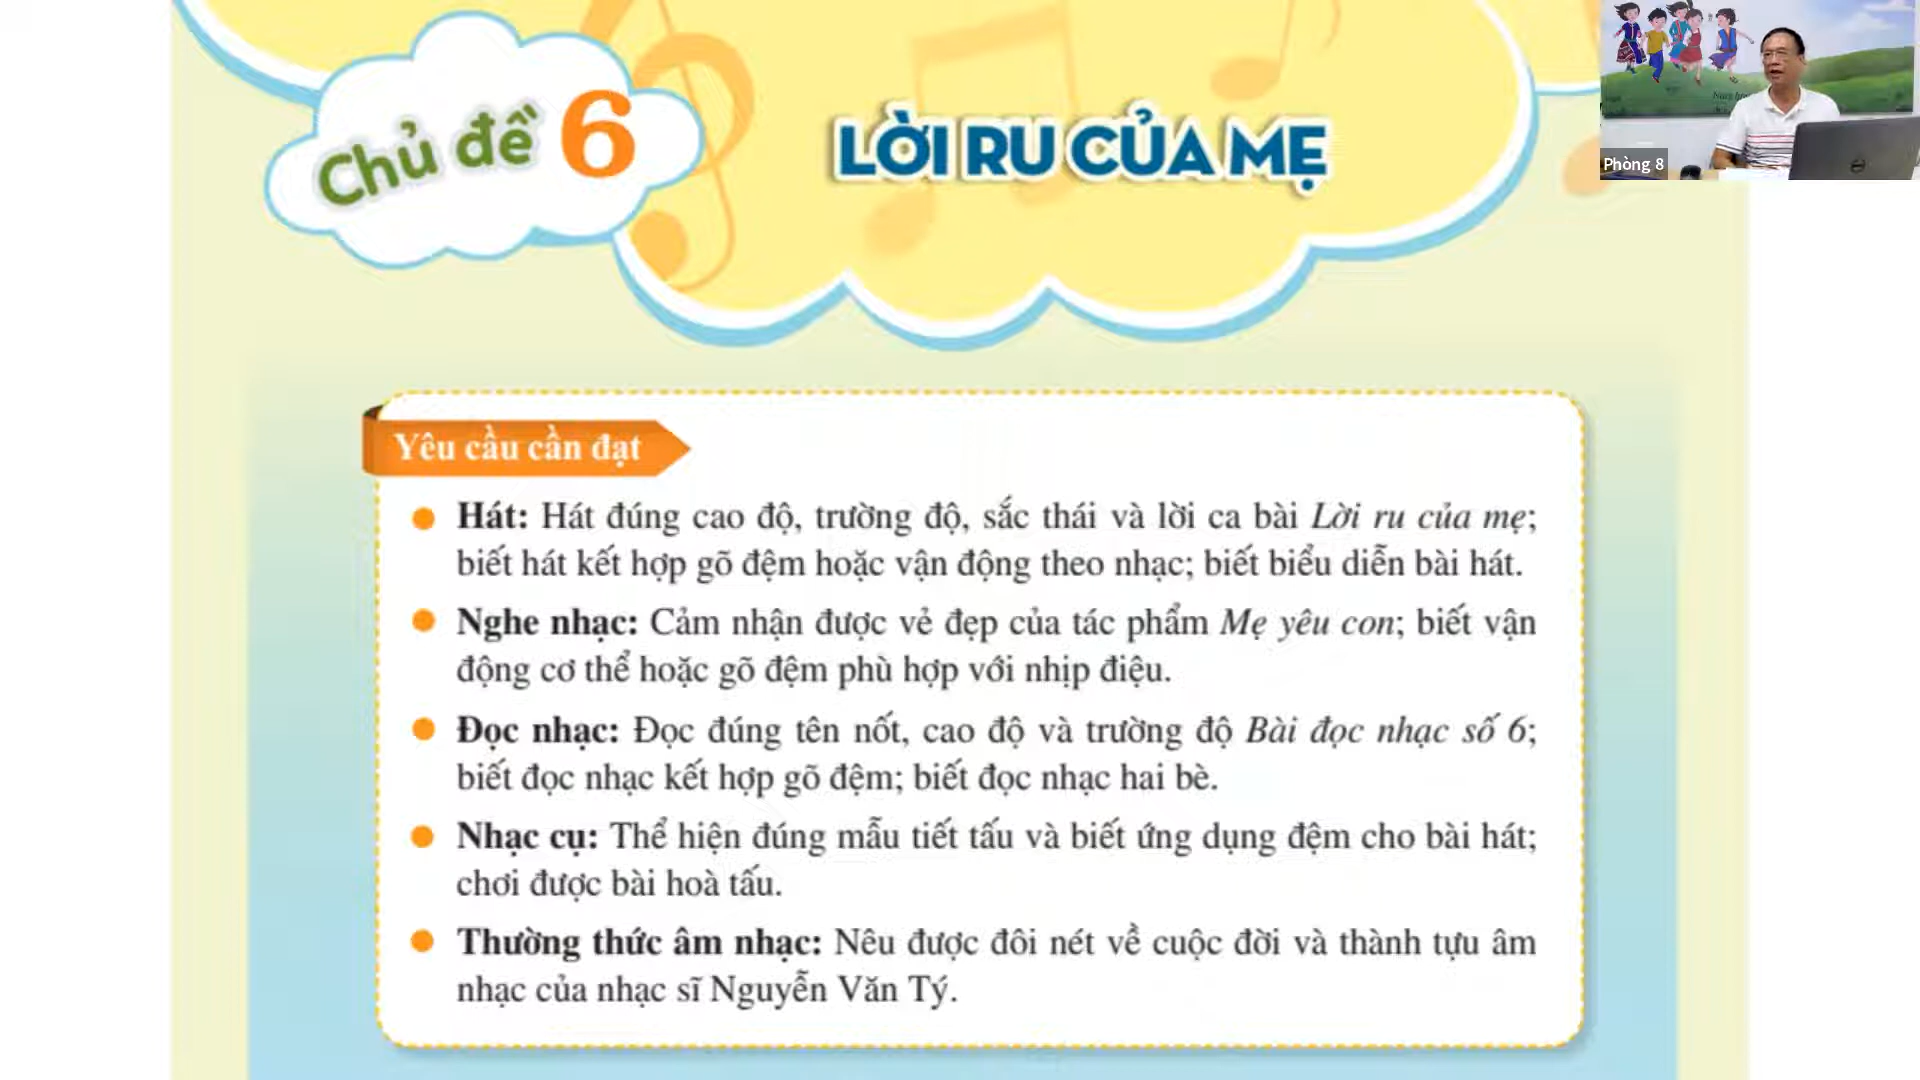 Chủ đề 6
LỜI RU CỦA MẸ
Phòng 8
Yêu cầu cần đạt
Hát: Hát đúng cao độ, trường độ, sắc thái và lời ca bài Lời ru của mẹ;
biết hát kết hợp gõ đệm hoặc vận động theo nhạc; biết biểu diễn bài hát.
Nghe nhạc: Cảm nhận được vẻ đẹp của tác phẩm Mẹ yêu con; biết vận
động cơ thể hoặc gõ đệm phù hợp với nhịp điệu.
Đọc nhạc: Đọc đúng tên nốt, cao độ và trường độ Bài đọc nhạc số 6;
biết đọc nhạc kết hợp gõ đệm; biết đọc nhạc hai bè.
Nhạc cụ: Thể hiện đúng mẫu tiết tấu và biết ứng dụng đệm cho bài hát;
chơi được bài hoà tấu.
Thường thức âm nhạc: Nêu được đôi nét về cuộc đời và thành tựu âm
nhạc của nhạc sĩ Nguyễn Văn Tý.